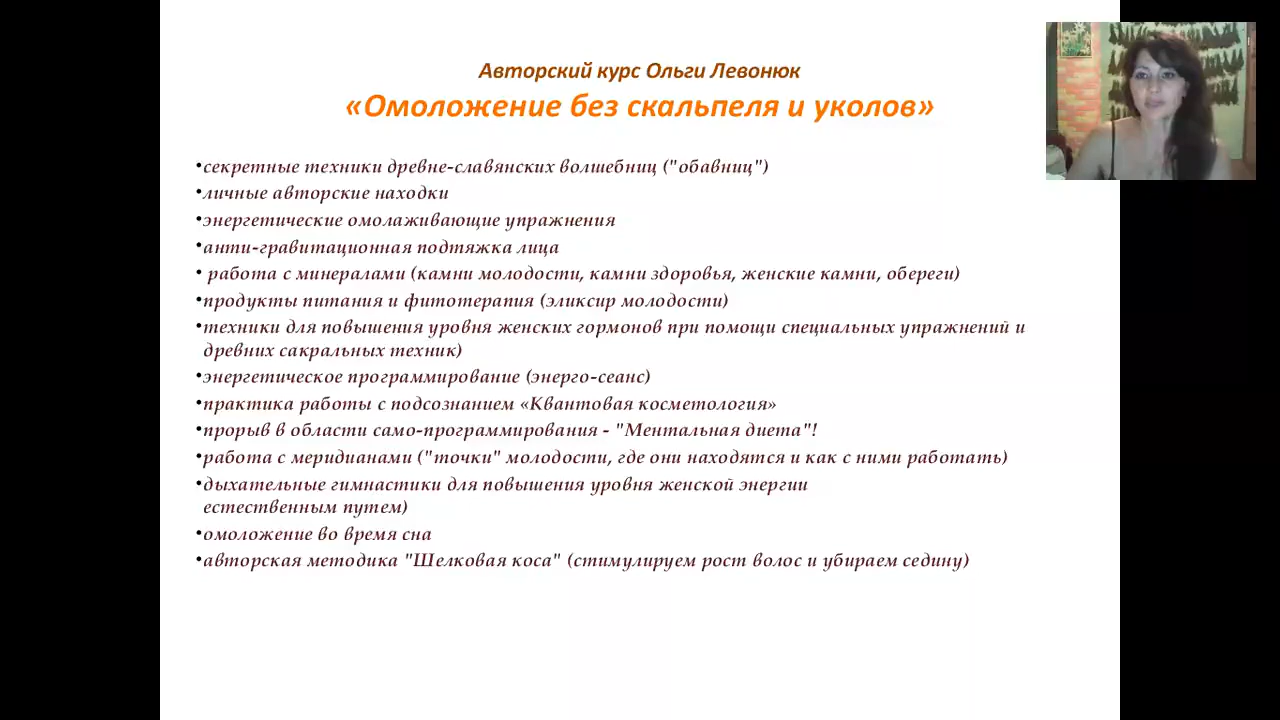 Авторский курс Ольги Левонюк
«Омоложение без скальпеля и уколов»
•секретные техники древне-славянских волшебниц ("обавниц")
•личные авторские находки
•энергетические омолаживающие упражнения
•анти-гравитационная подтяжка лица
• работа с минералами (камни молодости, камни здоровья, женские камни, обереги)
•продукты питания и фитотерапия (эликсир молодости)
•техники для повышения уровня женских гормонов при помощи специальных упражнений и
древних сакральных техник)
•энергетическое программирование (энерго-сеанс)
•практика работы с подсознанием «Квантовая косметология»
•прорыв в области само-программирования - "Ментальная диета"!
•работа с меридианами ("точки" молодости, где они находятся и как с ними работать)
•дыхательные гимнастики для повышения уровня женской энергии
естественным путем)
•омоложение во время сна
•авторская методика "Шелковая коса" (стимулируем рост волос и убираем седину)